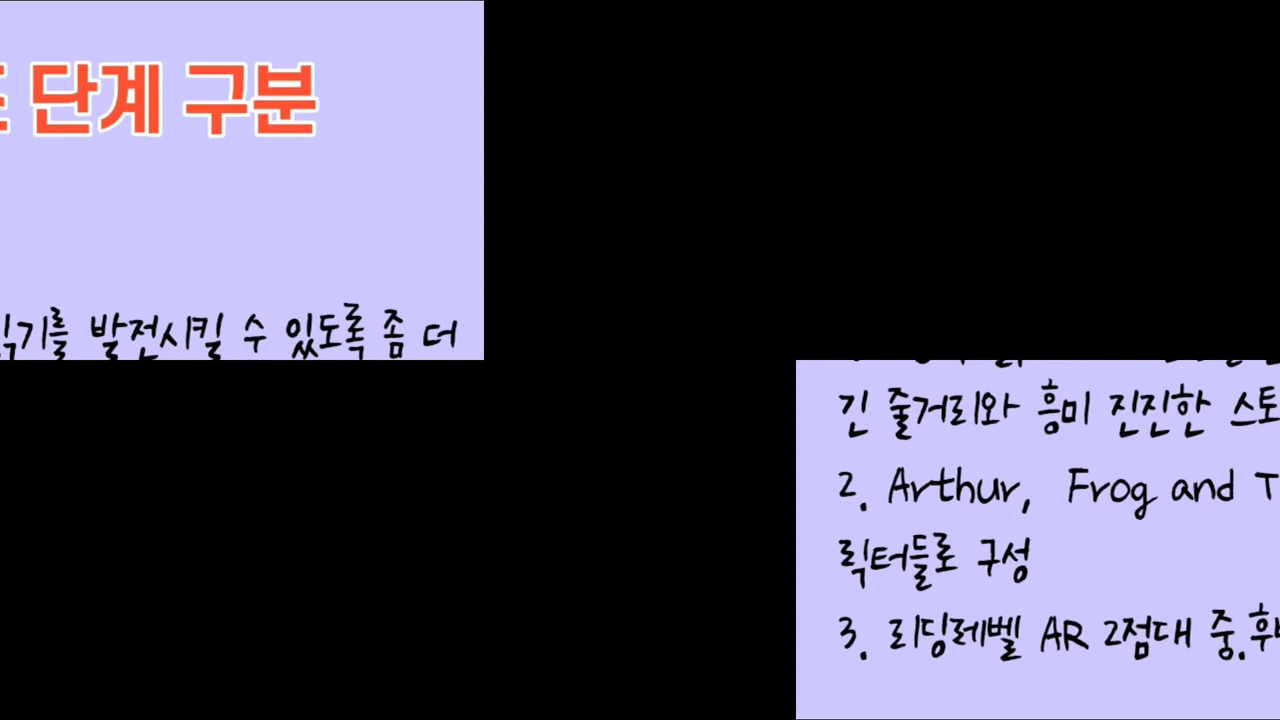 단계 구분
읽기를 발전시킬 수 있도록 좀 더
긴 줄거리와 흥미 진진한 스토
2. Arthur, Frog and T
릭터들로 구성
3. 리딩레벨 AR 2점대 중.후